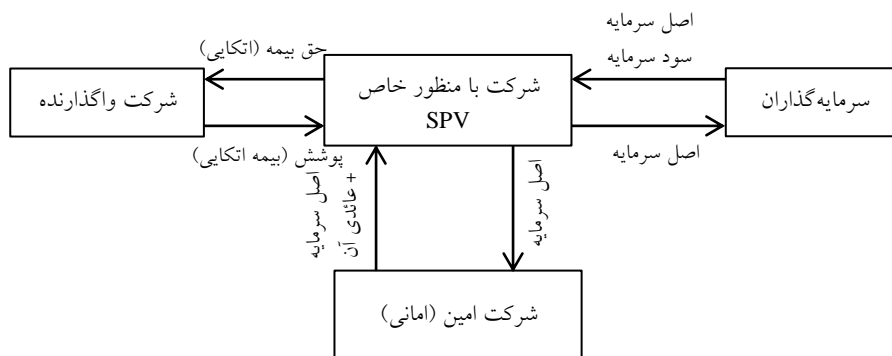 اصل سرمایه
سود سرمایه
حق بیمه (اتکایی)
سرمایه‌گذاران
شرکت با منظور خاص
SPV
شرکت واگذارنده
اصل سرمایه
پوشش (بیمه اتکایی)
اصل سرمایه
اصل سرمایه
+ عائدی آن
شرکت امین (امانی)